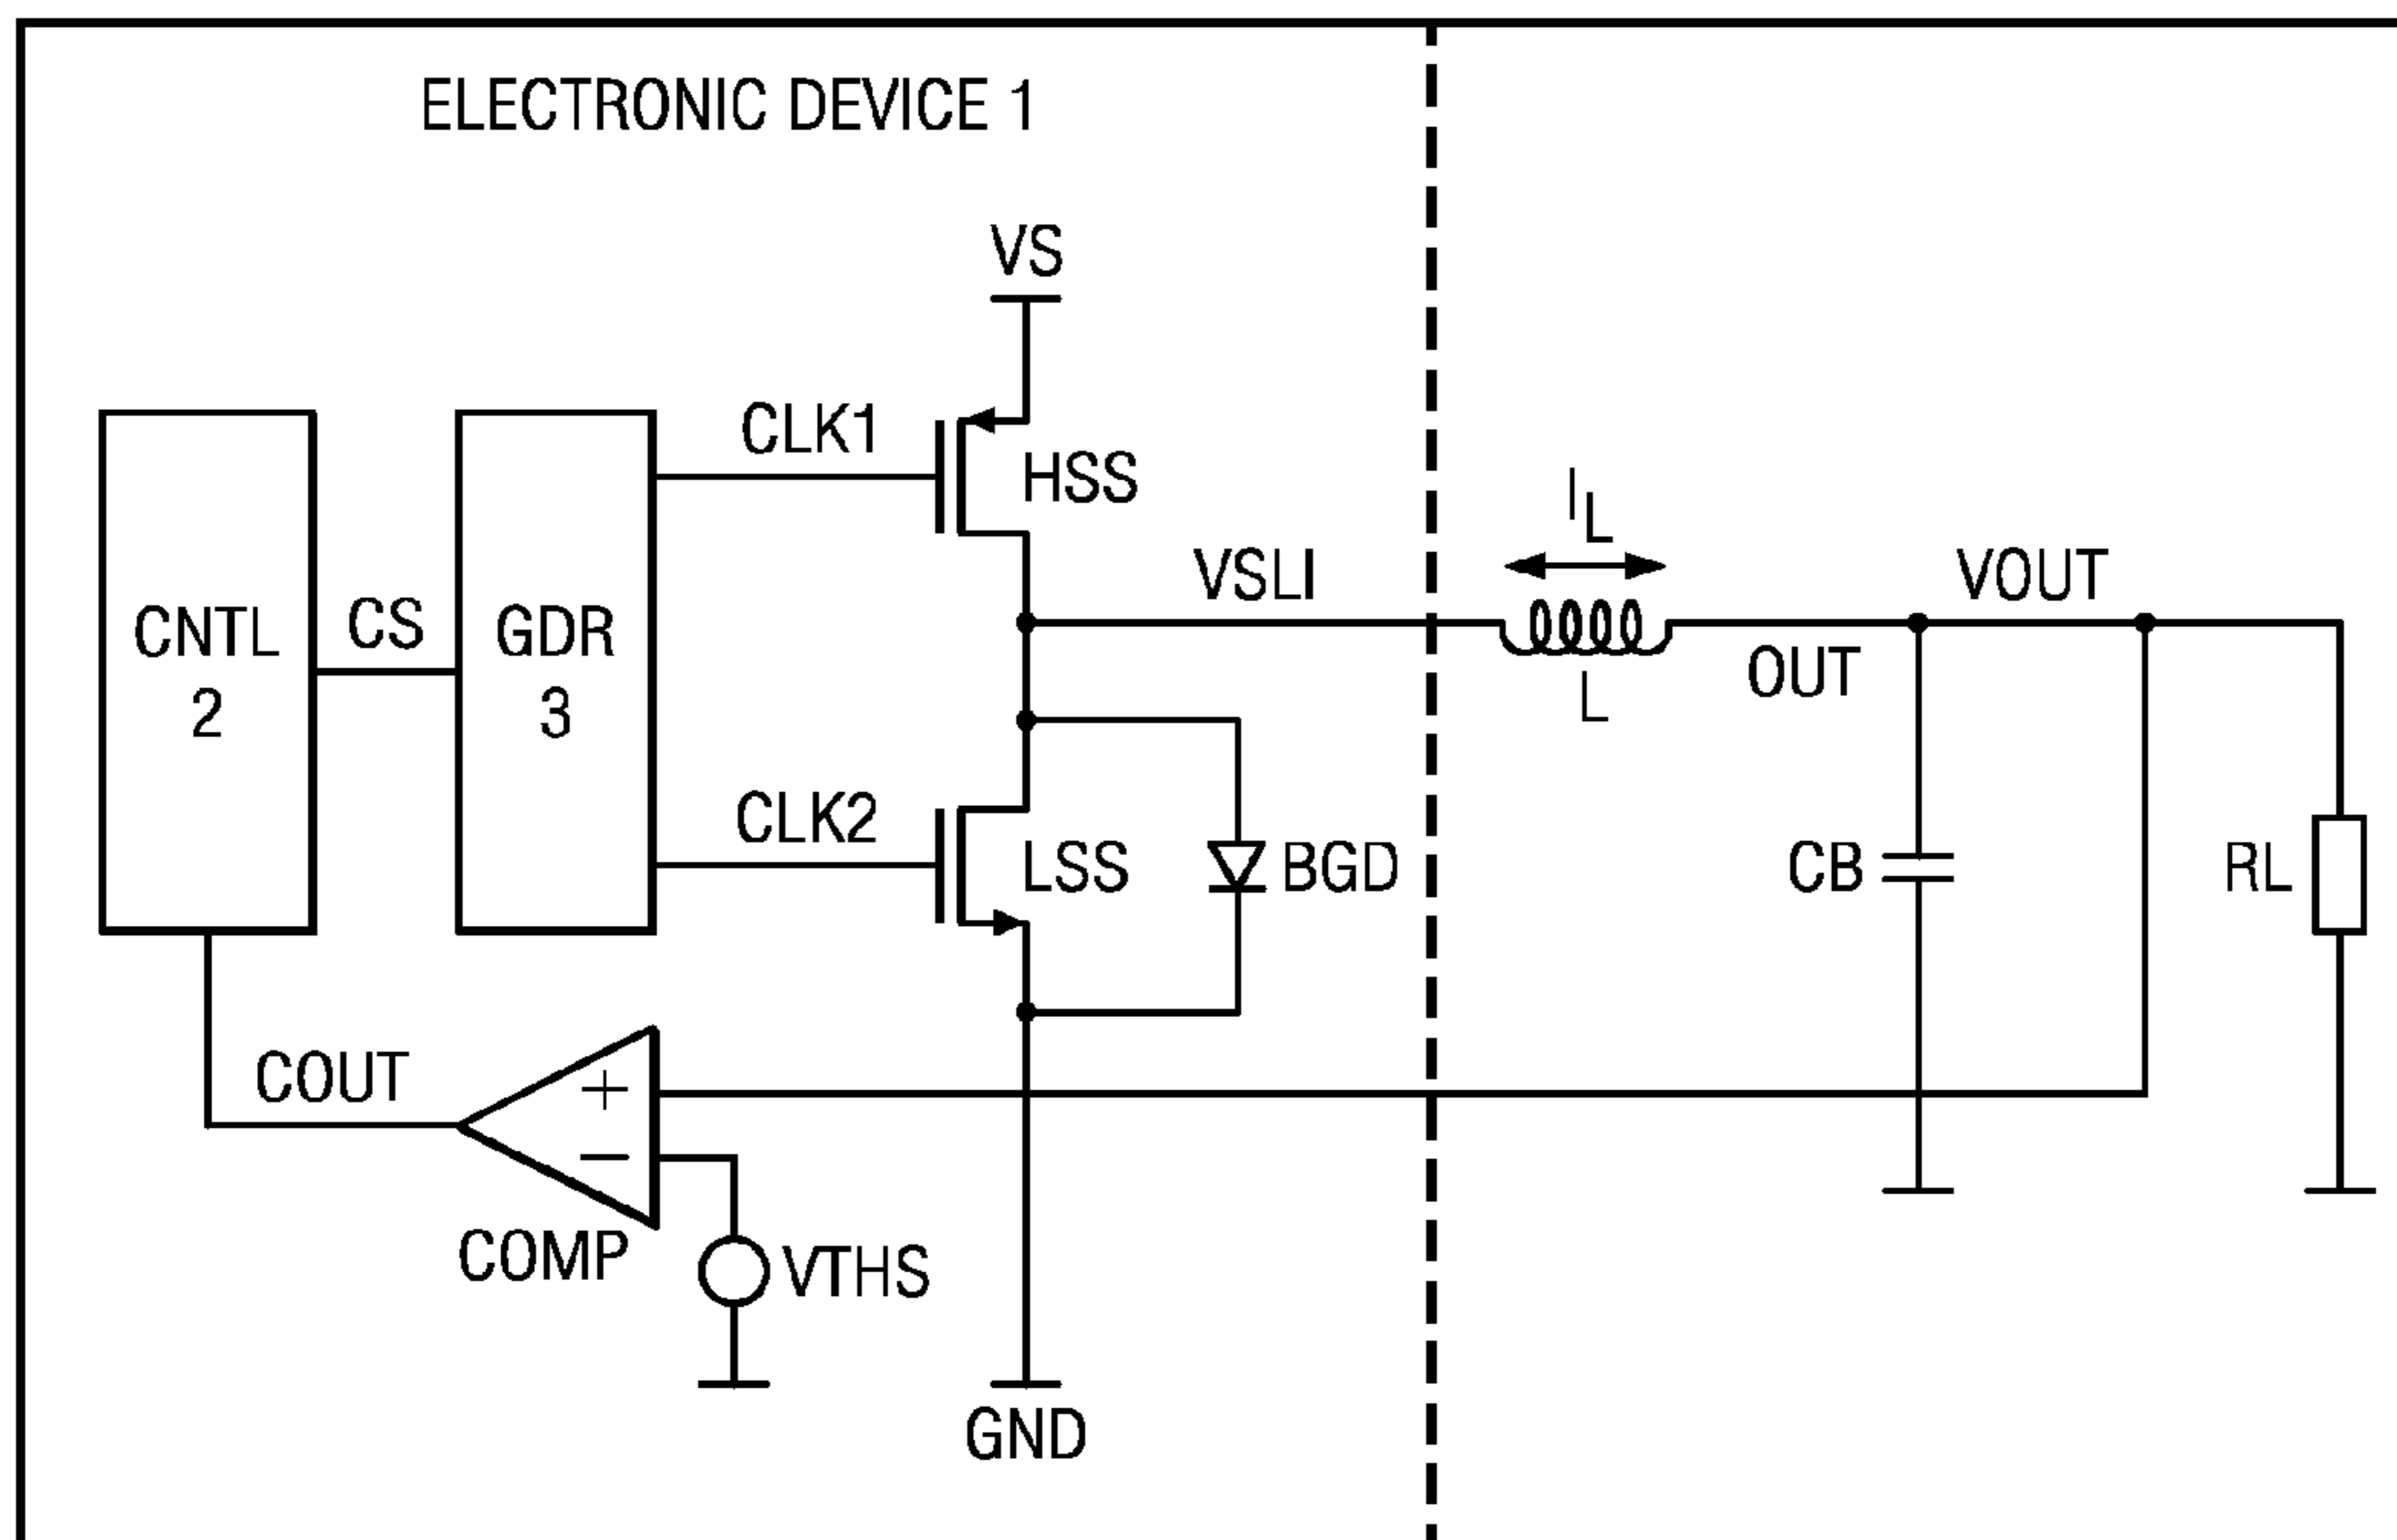 ELECTRONIC DEVICE 1
VS
CLK1
HSS
CNTL
2
CS
GDR
3
VSLI
IL
L
OUT
VOUT
CLK2
LSS
BGD
CB
RL
COUT
+
−
COMP
VTHS
GND